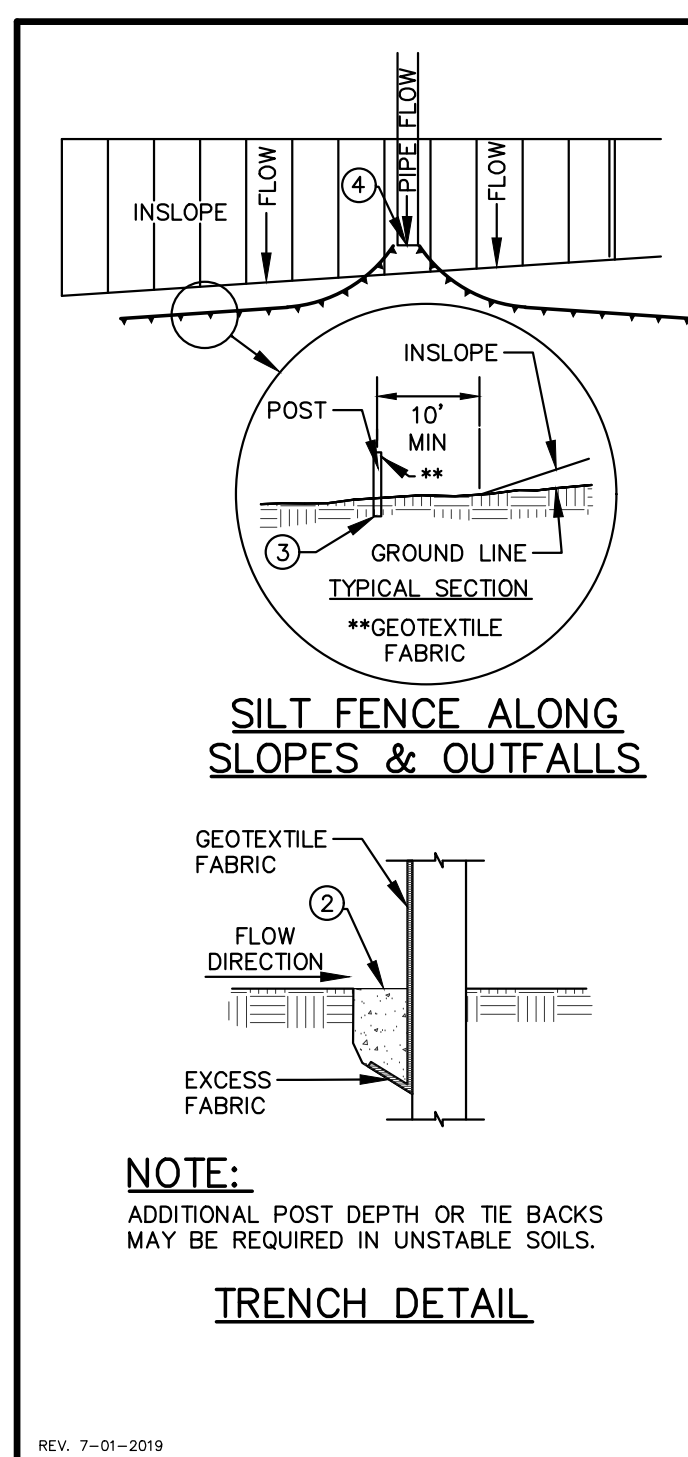 PIPE FLOW
FLOW
FLOW
4
INSLOPE
INSLOPE
POST
10'
MIN
**
3
GROUND LINE
TYPICAL SECTION
**GEOTEXTILE
FABRIC
SILT FENCE ALONG
SLOPES & OUTFALLS
GEOTEXTILE
FABRIC
2
FLOW
DIRECTION
EXCESS
FABRIC
NOTE:
ADDITIONAL POST DEPTH OR TIE BACKS
MAY BE REQUIRED IN UNSTABLE SOILS.
TRENCH DETAIL
REV. 7-01-2019